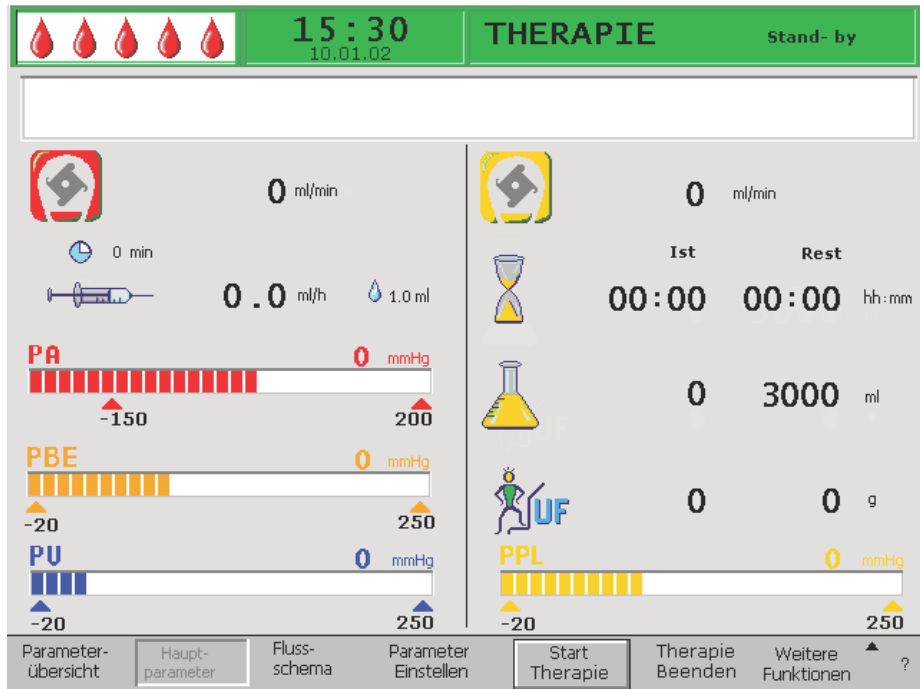 15:30
10.01.02
THERAPIE
Stand- by
0 ml/min
0 min
0.0 ml/h
1.0 ml
PA 0 mmHg
-150 200
PBE 0 mmHg
-20 250
PV 0 mmHg
-20 250
0 ml/min
Ist Rest
00:00 00:00 hh:mm
0 3000 ml
UF 0 0 g
PPL 0 mmHg
-20 250
Parameter-
übersicht
Haupt-
parameter
Fluss-
schema
Parameter
Einstellen
Start
Therapie
Therapie
Beenden
Weitere
Funktionen
?